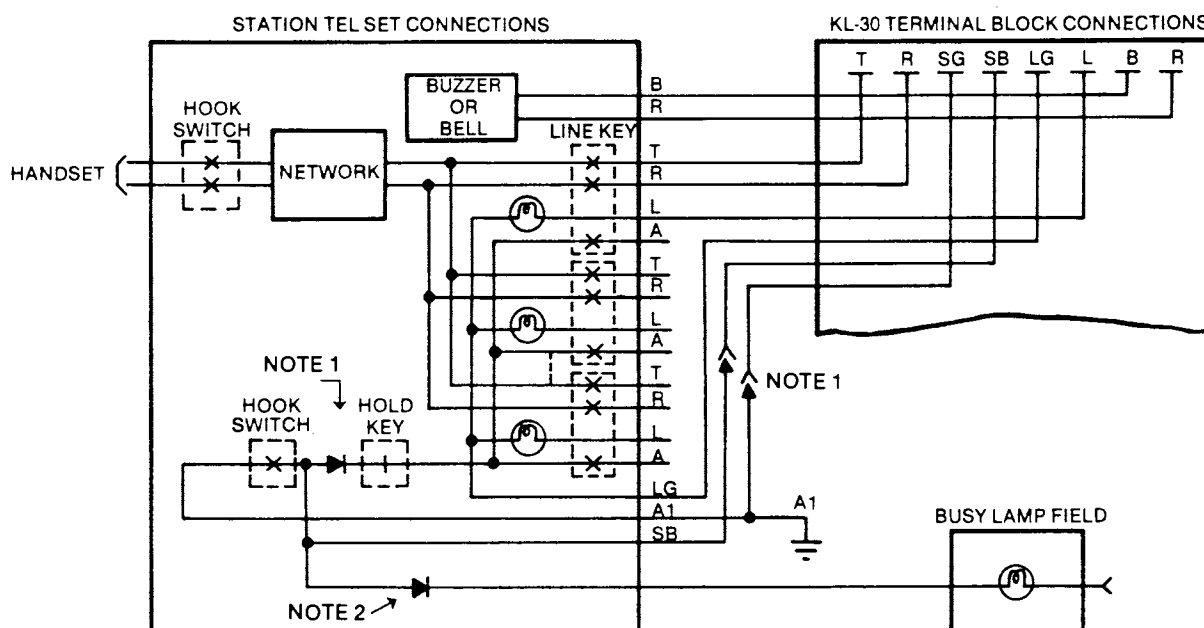 STATION TEL SET CONNECTIONS
KL-30 TERMINAL BLOCK CONNECTIONS
T R SG SB LG L B R
BUZZER
OR
BELL
B
R
HOOK
SWITCH
LINE KEY
HANDSET
NETWORK
T
R
L
A
T
R
L
A
T
R
L
A
NOTE 1
NOTE 1
HOOK
SWITCH
HOLD
KEY
LG
A1
A1
SB
BUSY LAMP FIELD
NOTE 2